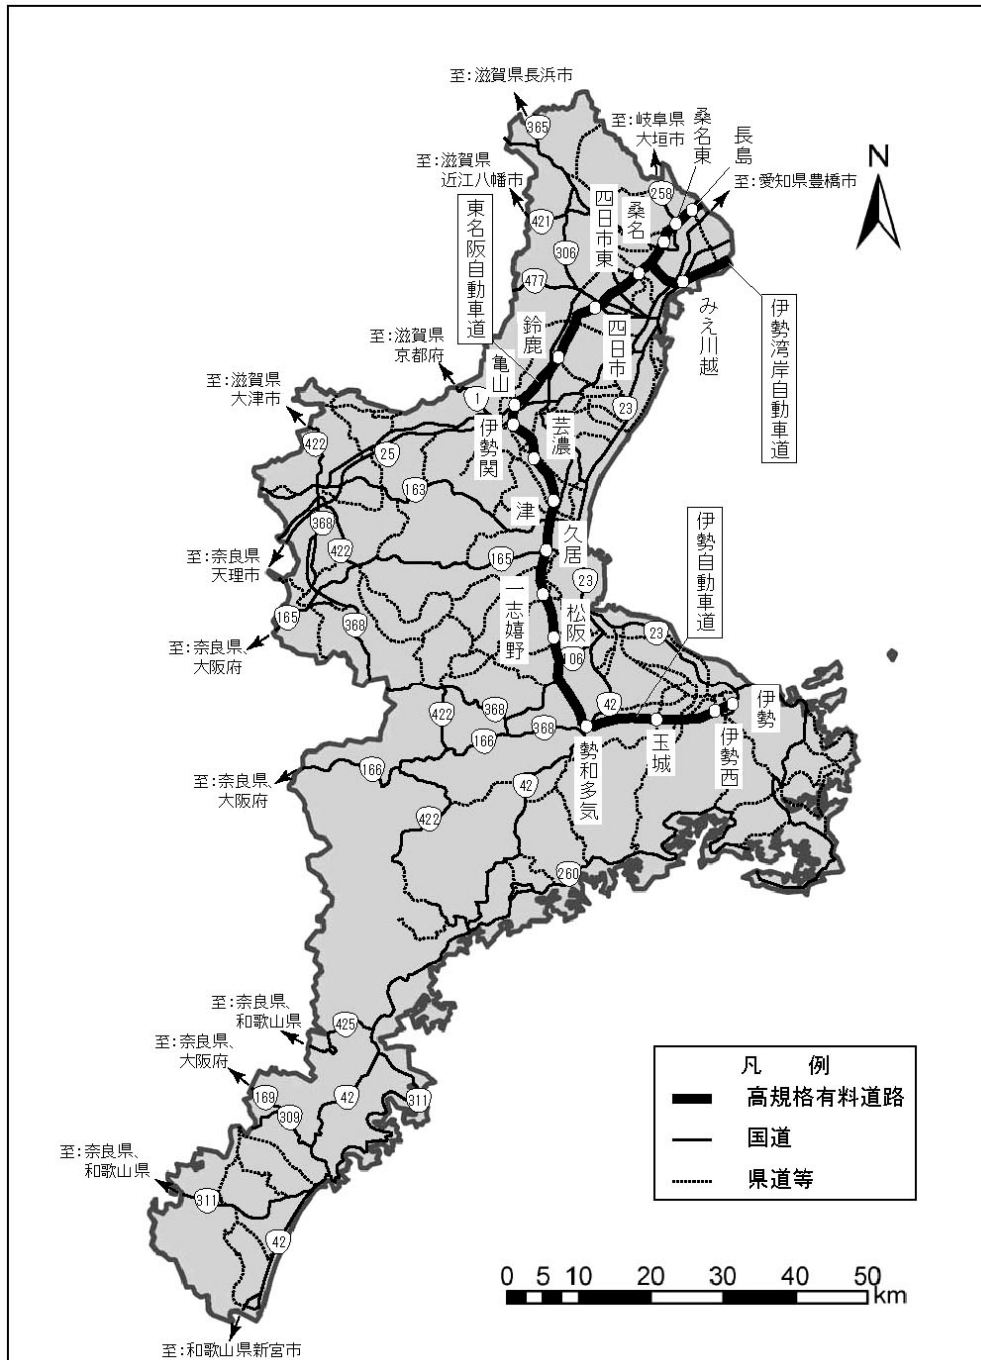 至:滋賀県長浜市
365
至:岐阜県
大垣市
桑名東
長島
至:愛知県豊橋市
N
至:滋賀県
近江八幡市
421
258
東名阪自動車道
四日市東
桑名
306
477
鈴鹿
四日市
みえ川越
伊勢湾岸自動車道
至:滋賀県
京都府
亀山
1
23
至:滋賀県
大津市
422
25
伊勢関
芸濃
163
368
津
久居
伊勢自動車道
至:奈良県
天理市
422
165
23
一志嬉野
松阪
165
368
23
至:奈良県、
大阪府
106
422
368
42
伊勢
166
368
勢和多気
玉城
伊勢西
至:奈良県、
大阪府
166
42
422
260
至:奈良県、
和歌山県
425
至:奈良県、
大阪府
169
42
311
309
凡 例
高規格有料道路
国道
県道等
至:奈良県、
和歌山県
311
42
0 5 10 20 30 40 50
km
至:和歌山県新宮市